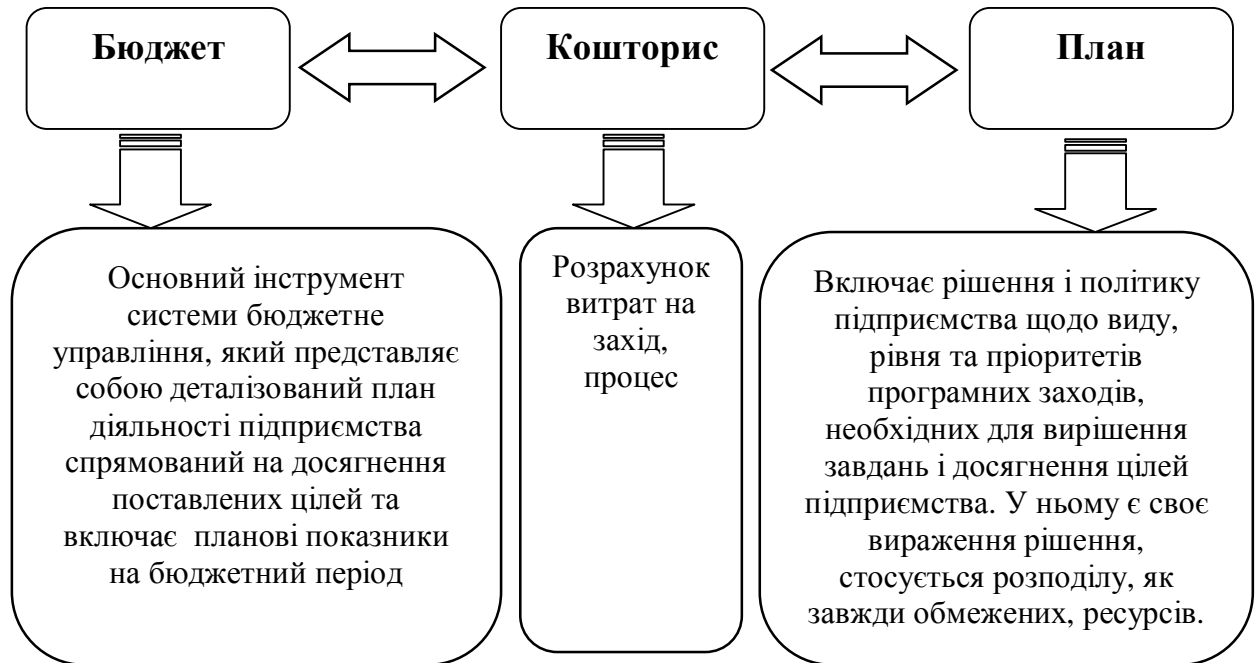 Бюджет
Кошторис
План
Основний інструмент
системи бюджетне
управління, який представляє
собою деталізований план
діяльності підприємства
спрямований на досягнення
поставлених цілей та
включає планові показники
на бюджетний період
Розрахунок
витрат на
захід,
процес
Включає рішення і політику
підприємства щодо виду,
рівня та пріоритетів
програмних заходів,
необхідних для вирішення
завдань і досягнення цілей
підприємства. У ньому є своє
вираження рішення,
стосується розподілу, як
завжди обмежених, ресурсів.